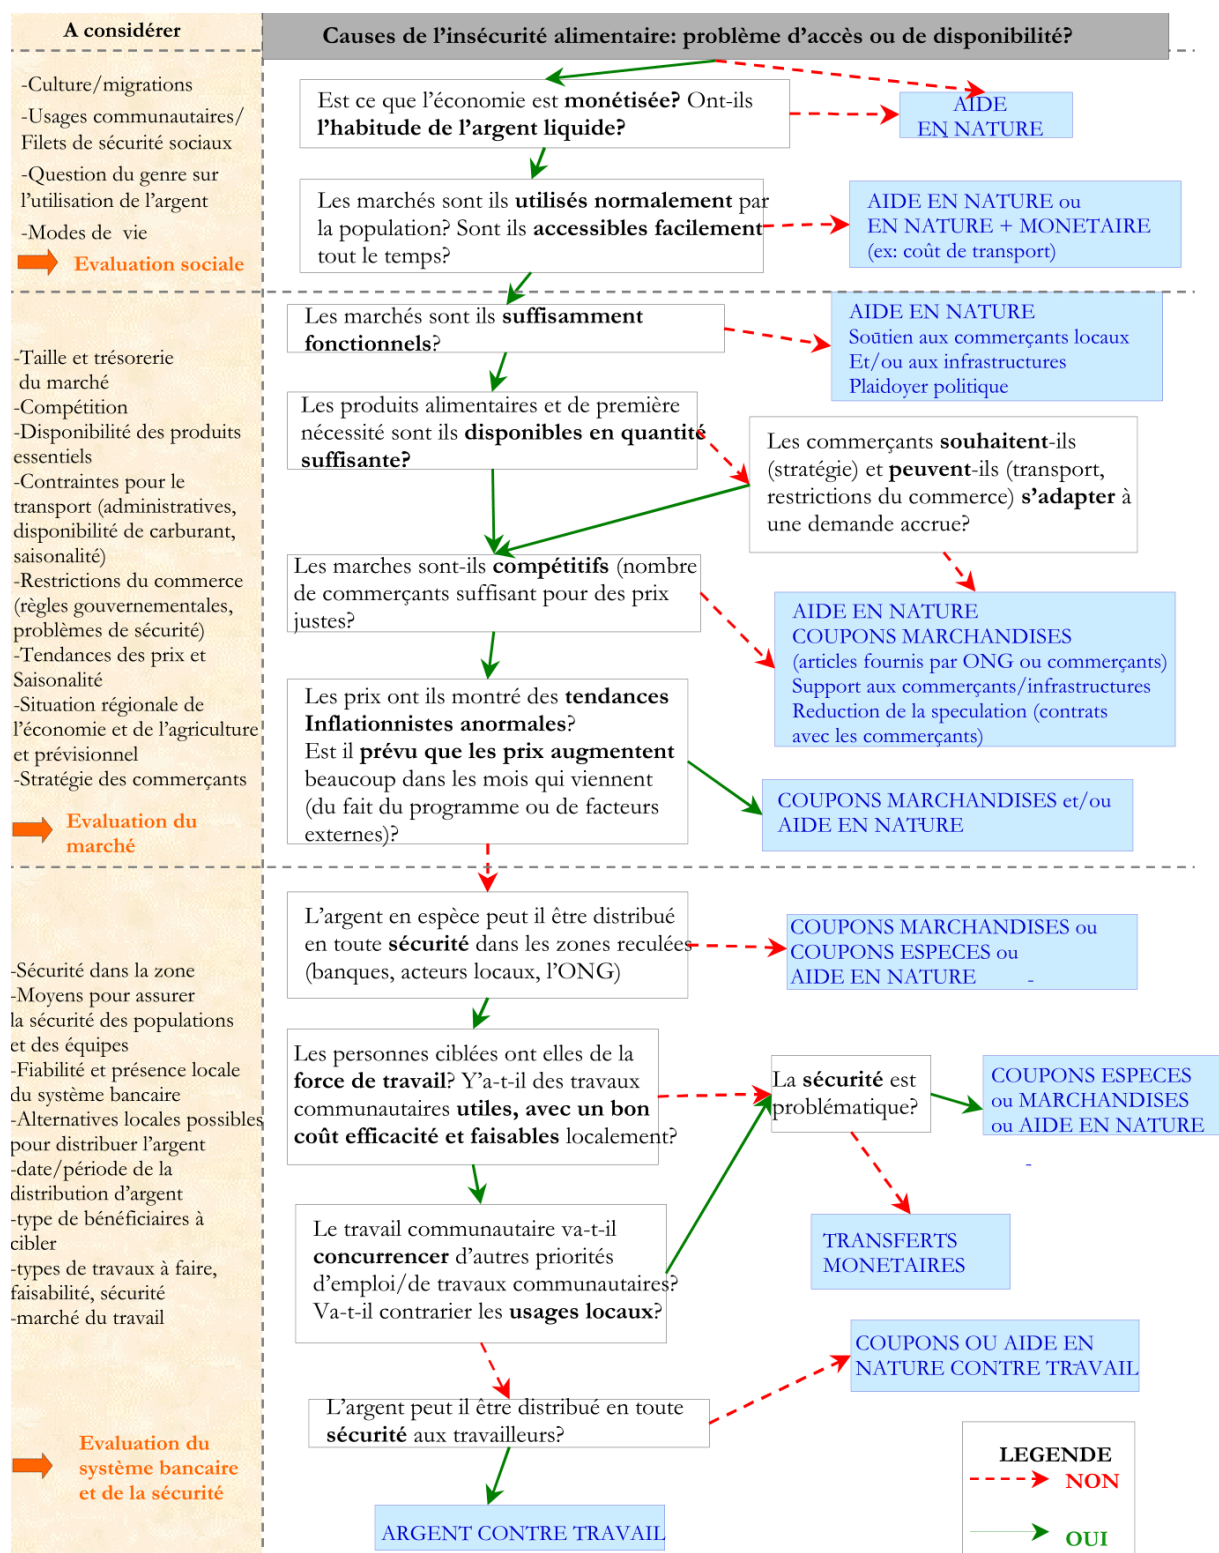 A considérer
-Culture/migrations
-Usages communautaires/
Filets de sécurité sociaux
-Question du genre sur
l'utilisation de l'argent
-Modes de vie
Evaluation sociale
-Taille et trésorerie
du marché
-Compétition
-Disponibilité des produits
essentiels
-Contraintes pour le
transport (administratives,
disponibilité de carburant,
saisonalité)
-Restrictions du commerce
(règles gouvernementales,
problèmes de sécurité)
-Tendances des prix et
Saisonalité
-Situation régionale de
l'économie et de l'agriculture
et prévisionnel
-Stratégie des commerçants
Evaluation du
marché
-Sécurité dans la zone
-Moyens pour assurer
la sécurité des populations
et des équipes
-Fiabilité et présence locale
du système bancaire
-Alternatives locales possibles
pour distribuer l'argent
-date/période de la
distribution d'argent
-type de bénéficiaires à
cibler
-types de travaux à faire,
faisabilité, sécurité
-marché du travail
Evaluation du
système bancaire
et de la sécurité
Causes de l'insécurité alimentaire: problème d'accès ou de disponibilité?
Est ce que l'économie est monétisée? Ont-ils
l'habitude de l'argent liquide?
AIDE
EN NATURE
Les marchés sont ils utilisés normalement par
la population? Sont ils accessibles facilement
tout le temps?
AIDE EN NATURE ou
EN NATURE + MONETAIRE
(ex: coût de transport)
Les marchés sont ils suffisamment
fonctionnels?
AIDE EN NATURE
Soutien aux commerçants locaux
Et/ou aux infrastructures
Plaidoyer politique
Les produits alimentaires et de première
nécessité sont ils disponibles en quantité
suffisante?
Les commerçants souhaitent-ils
(stratégie) et peuvent-ils (transport,
restrictions du commerce) s'adapter à
une demande accrue?
Les marches sont-ils compétitifs (nombre
de commerçants suffisant pour des prix
justes?
AIDE EN NATURE
COUPONS MARCHANDISES
(articles fournis par ONG ou commerçants)
Support aux commerçants/infrastructures
Reduction de la speculation (contrats
avec les commerçants)
Les prix ont ils montré des tendances
Inflationnistes anormales?
Est il prévu que les prix augmentent
beaucoup dans les mois qui viennent
(du fait du programme ou de facteurs
externes)?
COUPONS MARCHANDISES et/ou
AIDE EN NATURE
L'argent en espèce peut il être distribué
en toute sécurité dans les zones reculées
(banques, acteurs locaux, l'ONG)
COUPONS MARCHANDISES ou
COUPONS ESPECES ou
AIDE EN NATURE -
Les personnes ciblées ont elles de la
force de travail? Y'a-t-il des travaux
communautaires utiles, avec un bon
coût efficacité et faisables localement?
La sécurité est
problématique?
COUPONS ESPECES
ou MARCHANDISES
ou AIDE EN NATURE
-
Le travail communautaire va-t-il
concurrencer d'autres priorités
d'emploi/de travaux communautaires?
Va-t-il contrarier les usages locaux?
TRANSFERTS
MONETAIRES
COUPONS OU AIDE EN
NATURE CONTRE TRAVAIL
L'argent peut il être distribué en toute
sécurité aux travailleurs?
ARGENT CONTRE TRAVAIL
LEGENDE
NON
OUI